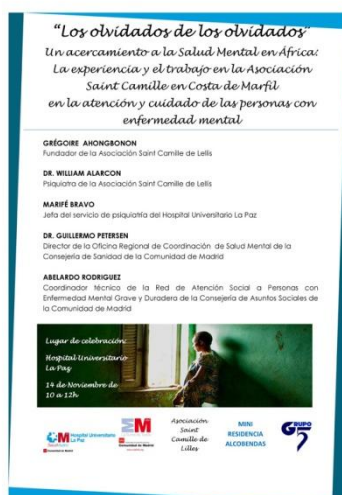 “Los olvidados de los olvidados”
Un acercamiento a la Salud Mental en África:
La experiencia y el trabajo en la Asociación
Saint Camille en Costa de Marfil
en la atención y cuidado de las personas con
enfermedad mental
GRÉGOIRE AHONGBONON
Fundador de la Asociación Saint Camille de Lellis
DR. WILLIAM ALARCON
Psiquiatra de la Asociación Saint Camille de Lellis
MARIFÉ BRAVO
Jefa del servicio de psiquiatría del Hospital Universitario La Paz
DR. GUILLERMO PETERSEN
Director de la Oficina Regional de Coordinación de Salud Mental de la
Consejería de Sanidad de la Comunidad de Madrid
ABELARDO RODRIGUEZ
Coordinador técnico de la Red de Atención Social a Personas con
Enfermedad Mental Grave y Duradera de la Consejería de Asuntos Sociales de
la Comunidad de Madrid
Lugar de celebración:
Hospital Universitario
La Paz
14 de Noviembre de
10 a 12h
Hospital Universitario
La Paz
Comunidad de Madrid
Asociación
Saint
Camille de
Lilles
MINI
RESIDENCIA
ALCOBENDAS
GRUPO
5